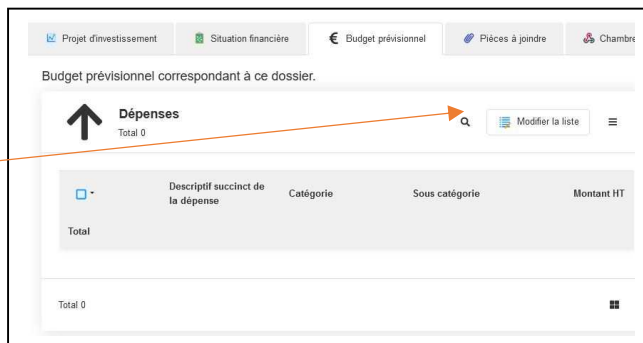 Projet d'investissement Situation financière € Budget prévisionnel Pièces à joindre Chambre
Budget prévisionnel correspondant à ce dossier.
Dépenses
Total 0
Modifier la liste
Descriptif succinct de la dépense Catégorie Sous catégorie Montant HT
Total
Total 0